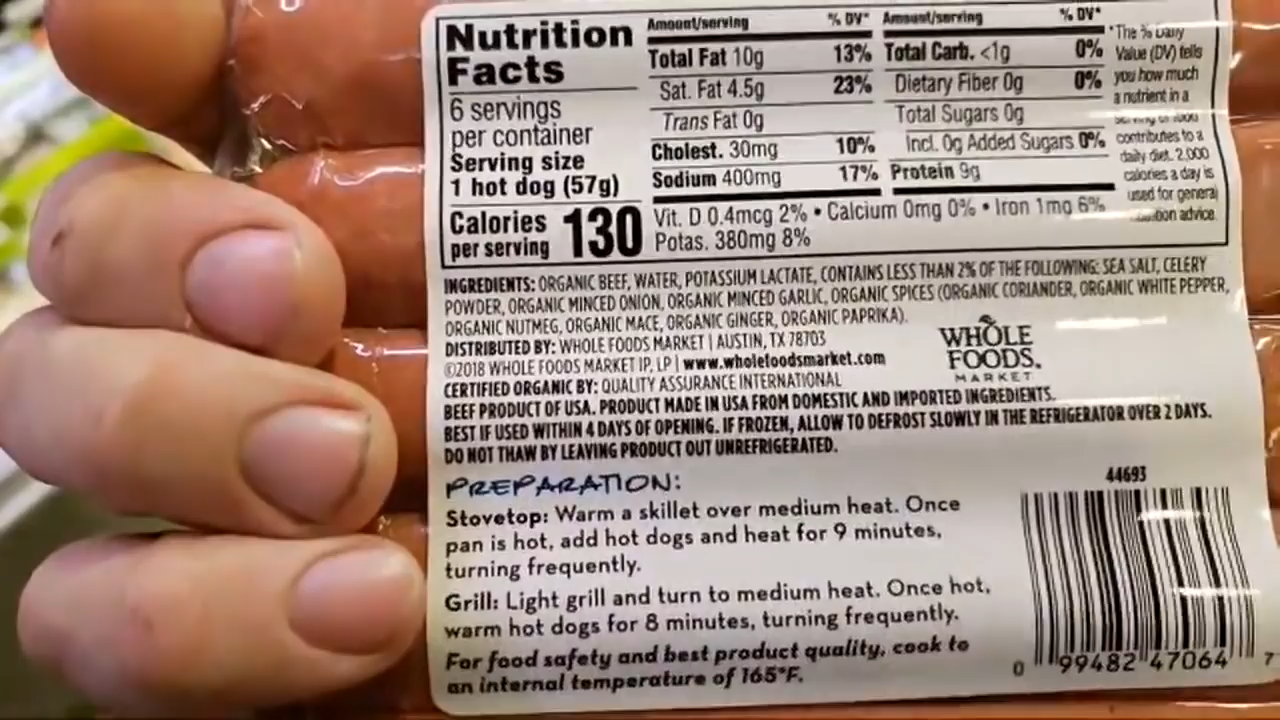 Nutrition Facts
6 servings per container
Serving size
1 hot dog (57g)
Calories per serving 130
Amount/serving % DV*
Total Fat 10g 13%
Sat. Fat 4.5g 23%
Trans Fat 0g
Cholest. 30mg 10%
Sodium 400mg 17%
Amount/serving % DV*
Total Carb. <1g 0%
Dietary Fiber 0g 0%
Total Sugars 0g
Incl. 0g Added Sugars 0%
Protein 9g
Vit. D 0.4mcg 2% • Calcium 0mg 0% • Iron 1mg 6%
Potas. 380mg 8%
*The % Daily
Value (DV) tells
you how much
a nutrient in a
serving of food
contributes to a
daily diet. 2,000
calories a day is
used for general
advice.
INGREDIENTS: ORGANIC BEEF, WATER, POTASSIUM LACTATE, CONTAINS LESS THAN 2% OF THE FOLLOWING: SEA SALT, CELERY
POWDER, ORGANIC MINCED ONION, ORGANIC MINCED GARLIC, ORGANIC SPICES (ORGANIC CORIANDER, ORGANIC WHITE PEPPER,
ORGANIC NUTMEG, ORGANIC MACE, ORGANIC GINGER, ORGANIC PAPRIKA).
DISTRIBUTED BY: WHOLE FOODS MARKET | AUSTIN, TX 78703
©2018 WHOLE FOODS MARKET IP, LP | www.wholefoodsmarket.com
CERTIFIED ORGANIC BY: QUALITY ASSURANCE INTERNATIONAL
WHOLE
FOODS.
MARKET
BEEF PRODUCT OF USA. PRODUCT MADE IN USA FROM DOMESTIC AND IMPORTED INGREDIENTS.
BEST IF USED WITHIN 4 DAYS OF OPENING. IF FROZEN, ALLOW TO DEFROST SLOWLY IN THE REFRIGERATOR OVER 2 DAYS.
DO NOT THAW BY LEAVING PRODUCT OUT UNREFRIGERATED.
PREPARATION:
Stovetop: Warm a skillet over medium heat. Once
pan is hot, add hot dogs and heat for 9 minutes,
turning frequently.
Grill: Light grill and turn to medium heat. Once hot,
warm hot dogs for 8 minutes, turning frequently.
For food safety and best product quality, cook to
an internal temperature of 165°F.
44693
0 99482 47064 7